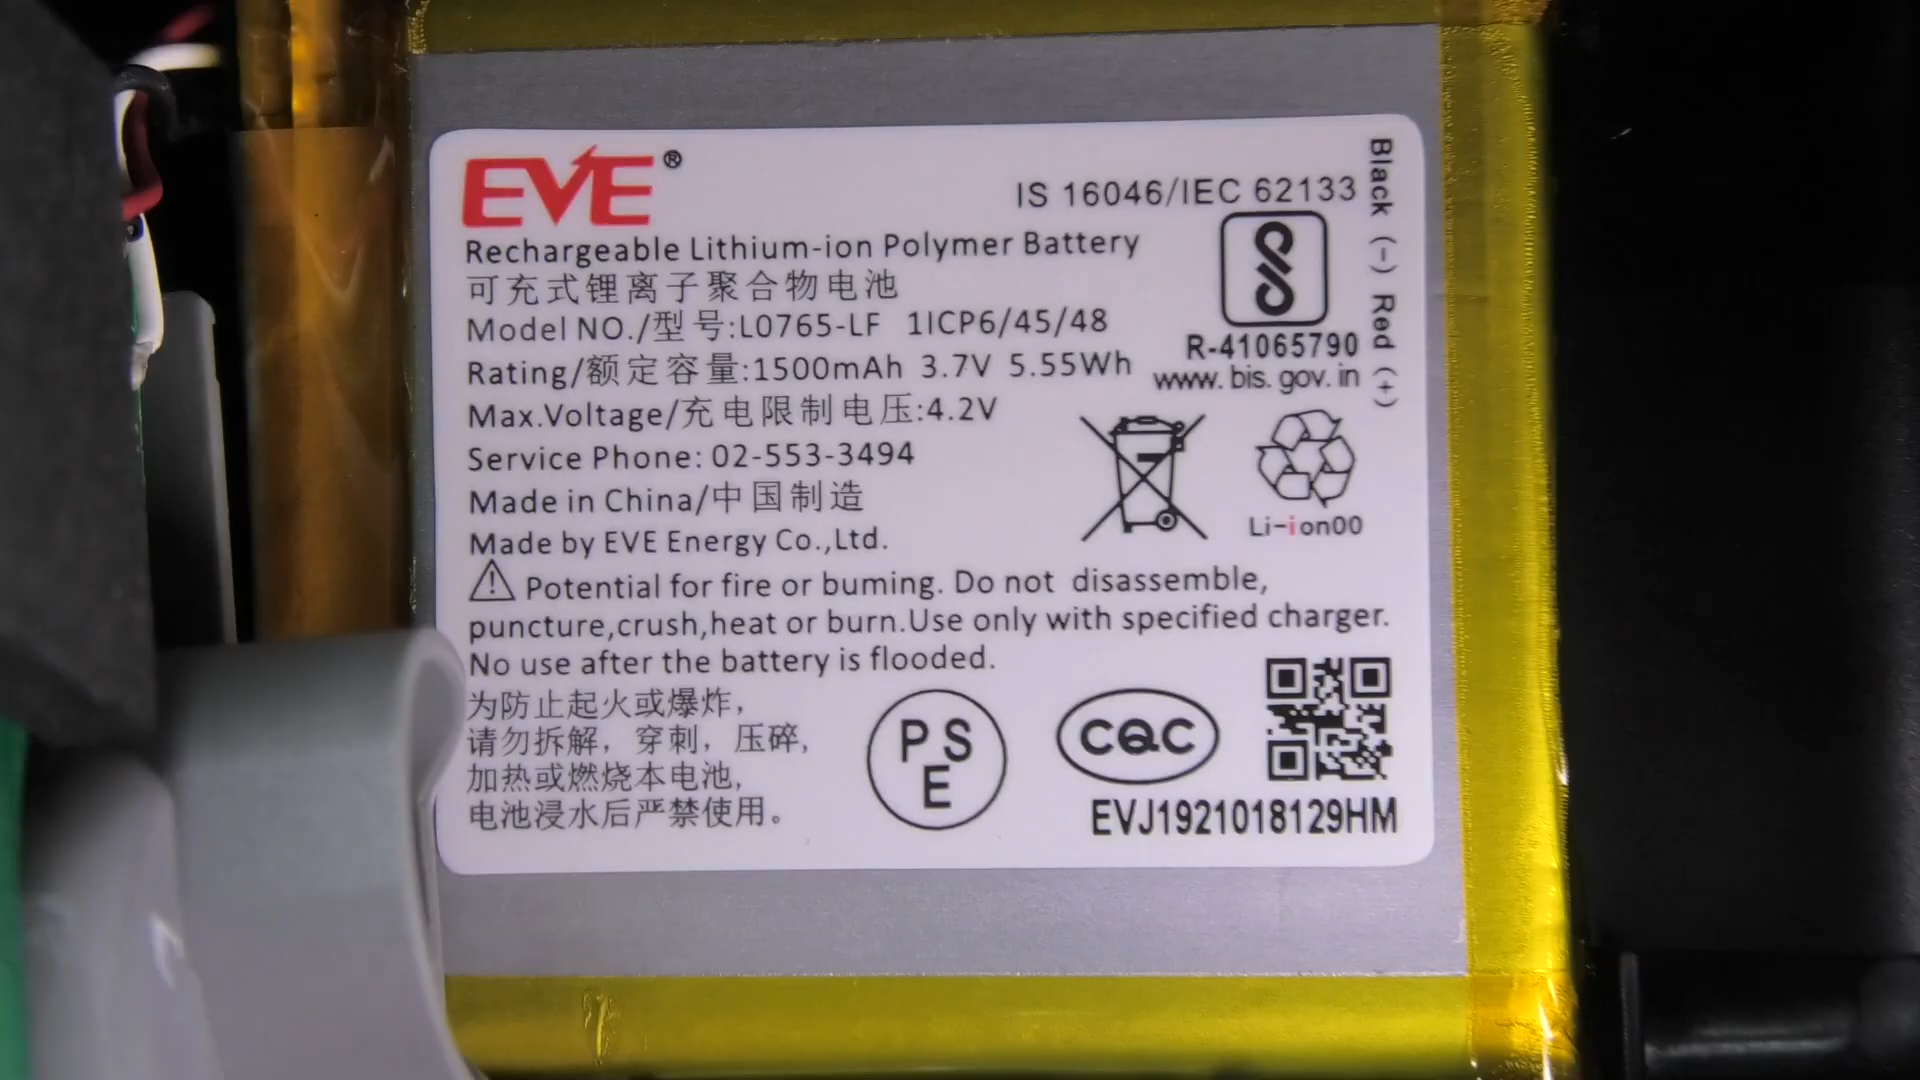 EVE®
IS 16046/IEC 62133
Rechargeable Lithium-ion Polymer Battery
可充式锂离子聚合物电池
Model NO./型号:L0765-LF 1ICP6/45/48
Rating/额定容量:1500mAh 3.7V 5.55Wh
Max.Voltage/充电限制电压:4.2V
Service Phone: 02-553-3494
Made in China/中国制造
Made by EVE Energy Co.,Ltd.
R-41065790
www.bis.gov.in
Black (-) Red (+)
Li-ion00
⚠ Potential for fire or buming. Do not disassemble,
puncture,crush,heat or burn.Use only with specified charger.
No use after the battery is flooded.
为防止起火或爆炸，
请勿拆解，穿刺，压碎，
加热或燃烧本电池，
电池浸水后严禁使用。
PSE
CQC
EVJ1921018129HM